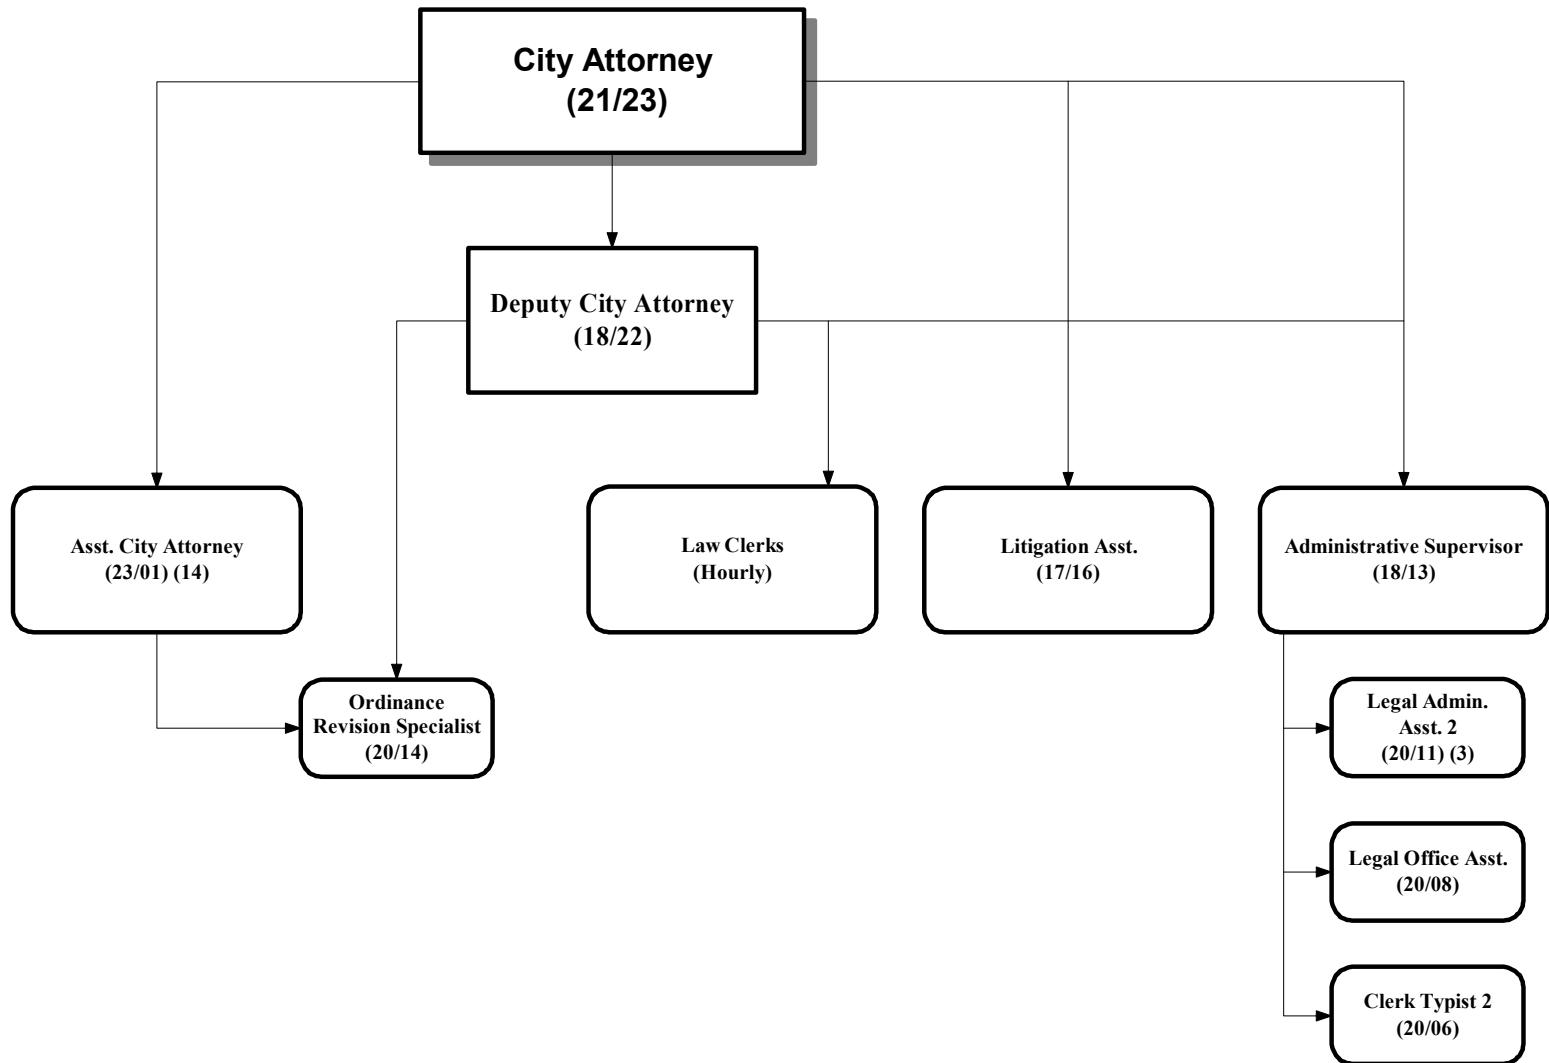 City Attorney
(21/23)
Deputy City Attorney
(18/22)
Asst. City Attorney
(23/01) (14)
Law Clerks
(Hourly)
Litigation Asst.
(17/16)
Administrative Supervisor
(18/13)
Ordinance
Revision Specialist
(20/14)
Legal Admin.
Asst. 2
(20/11) (3)
Legal Office Asst.
(20/08)
Clerk Typist 2
(20/06)